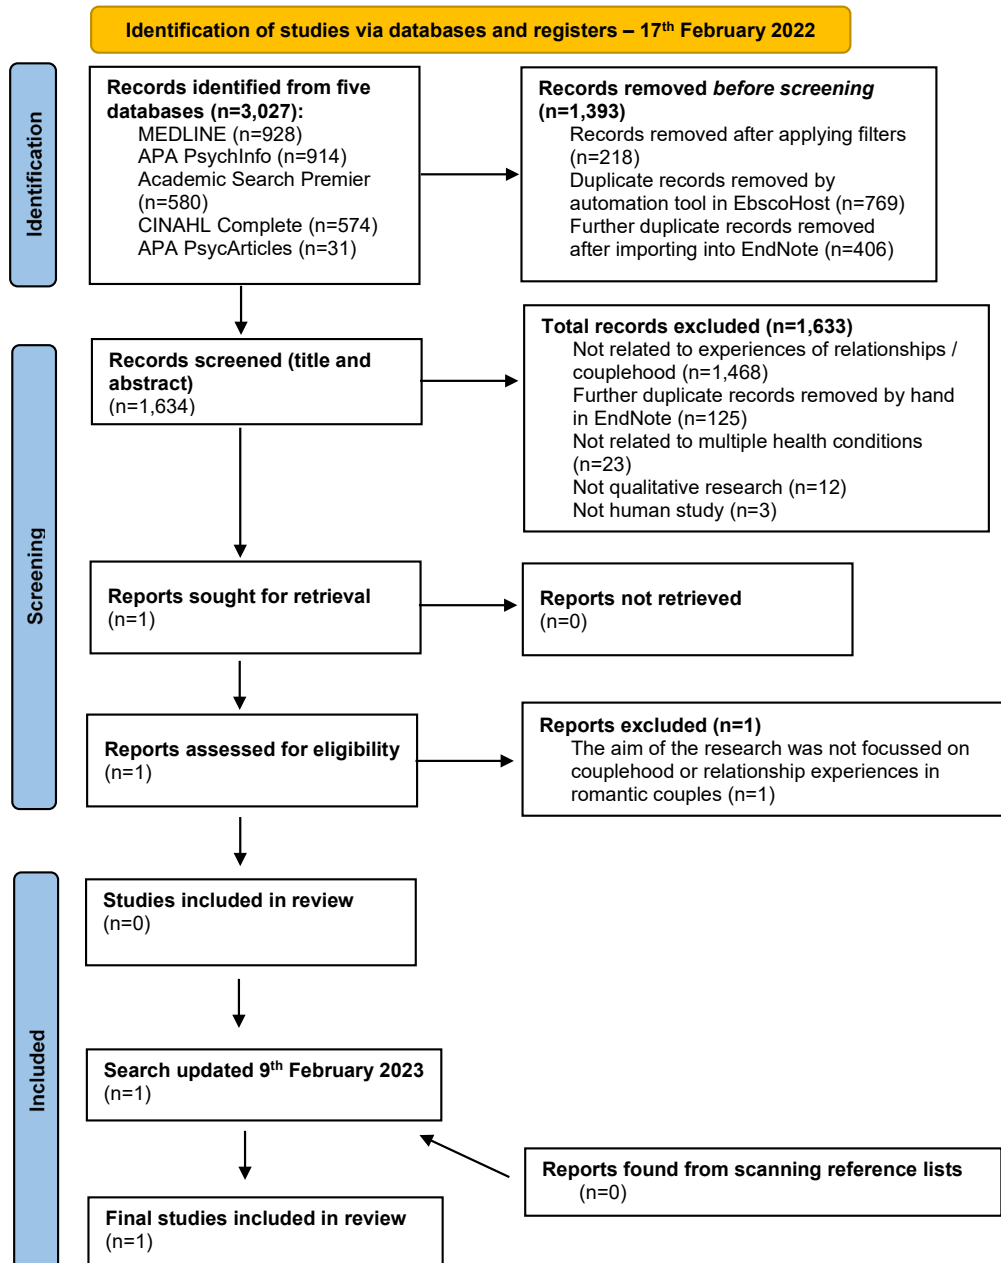 Identification of studies via databases and registers – 17th February 2022
Identification
Records identified from five
databases (n=3,027):
MEDLINE (n=928)
APA PsychInfo (n=914)
Academic Search Premier
(n=580)
CINAHL Complete (n=574)
APA PsycArticles (n=31)
Records removed before screening
(n=1,393)
Records removed after applying filters
(n=218)
Duplicate records removed by
automation tool in EbscoHost (n=769)
Further duplicate records removed
after importing into EndNote (n=406)
Screening
Records screened (title and
abstract)
(n=1,634)
Total records excluded (n=1,633)
Not related to experiences of relationships /
couplehood (n=1,468)
Further duplicate records removed by hand
in EndNote (n=125)
Not related to multiple health conditions
(n=23)
Not qualitative research (n=12)
Not human study (n=3)
Reports sought for retrieval
(n=1)
Reports not retrieved
(n=0)
Reports assessed for eligibility
(n=1)
Reports excluded (n=1)
The aim of the research was not focussed on
couplehood or relationship experiences in
romantic couples (n=1)
Included
Studies included in review
(n=0)
Search updated 9th February 2023
(n=1)
Reports found from scanning reference lists
(n=0)
Final studies included in review
(n=1)